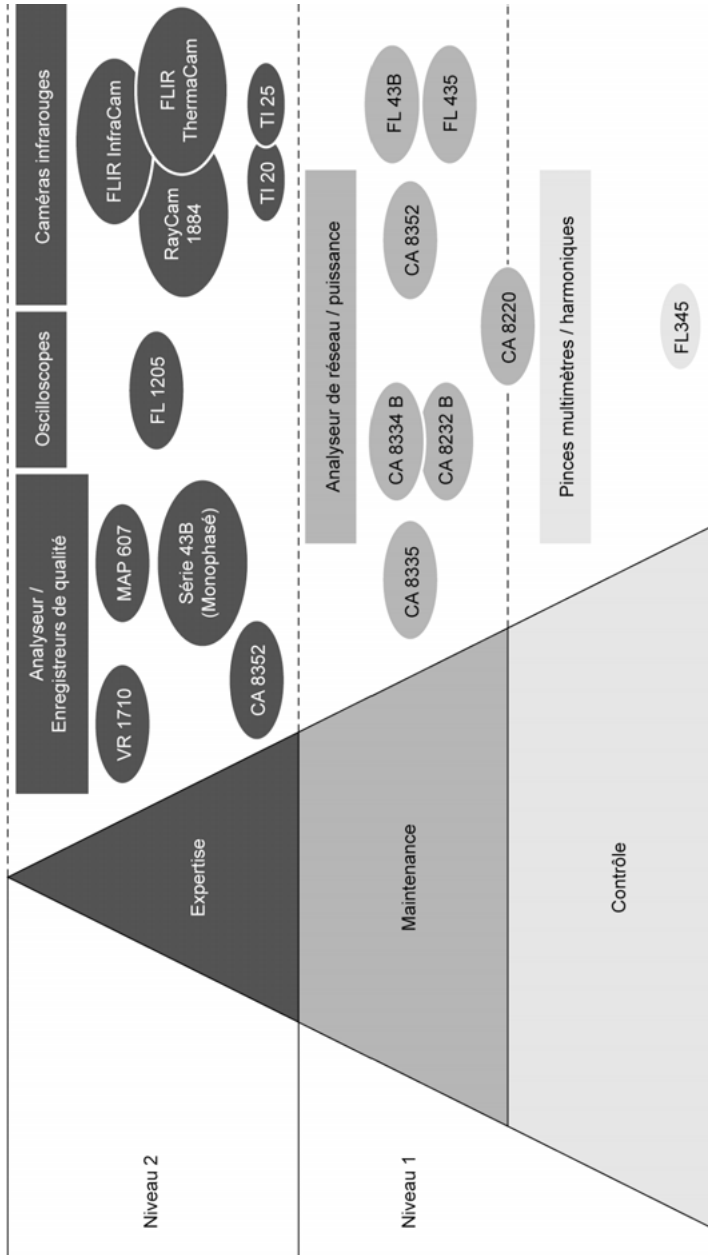 Niveau 2
Expertise
Analyseur /
Enregistreurs de qualité
VR 1710
MAP 607
Série 43B
(Monophasé)
CA 8352
Oscilloscopes
FL 1205
Caméras infrarouges
FLIR InfraCam
FLIR
ThermaCam
RayCam
1884
TI 20
TI 25
Niveau 1
Maintenance
Analyseur de réseau / puissance
CA 8335
CA 8334 B
CA 8232 B
CA 8352
FL 43B
FL 435
CA 8220
Contrôle
Pinces multimètres / harmoniques
FL345